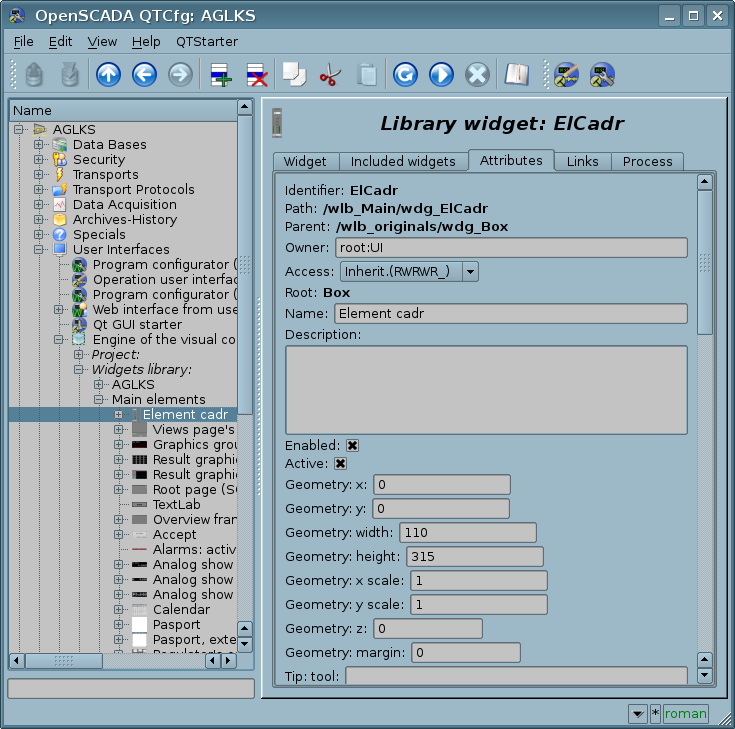 OpenSCADA QTCfg: AGLKS
File Edit View Help QTStarter
Name
AGLKS
Data Bases
Security
Transports
Transport Protocols
Data Acquisition
Archives-History
Specials
User Interfaces
Program configurator (
Operation user interfac
Program configurator (
Web interface from use
Qt GUI starter
Engine of the visual co
Project:
Widgets library:
AGLKS
Main elements
Element cadr
Views page's
Graphics grou
Result graphi
Result graphi
Root page (S
TextLab
Overview fran
Accept
Alarms: activ
Analog show
Analog show
Analog show
Calendar
Pasport
Pasport, exte
Library widget: ElCadr
Widget Included widgets Attributes Links Process
Identifier: ElCadr
Path: /wlb_Main/wdg_ElCadr
Parent: /wlb_originals/wdg_Box
Owner: root:UI
Access: Inherit.(RWRWR_)
Root: Box
Name: Element cadr
Description:
Enabled:
Active:
Geometry: x: 0
Geometry: y: 0
Geometry: width: 110
Geometry: height: 315
Geometry: x scale: 1
Geometry: y scale: 1
Geometry: z: 0
Geometry: margin: 0
Tip: tool:
* roman